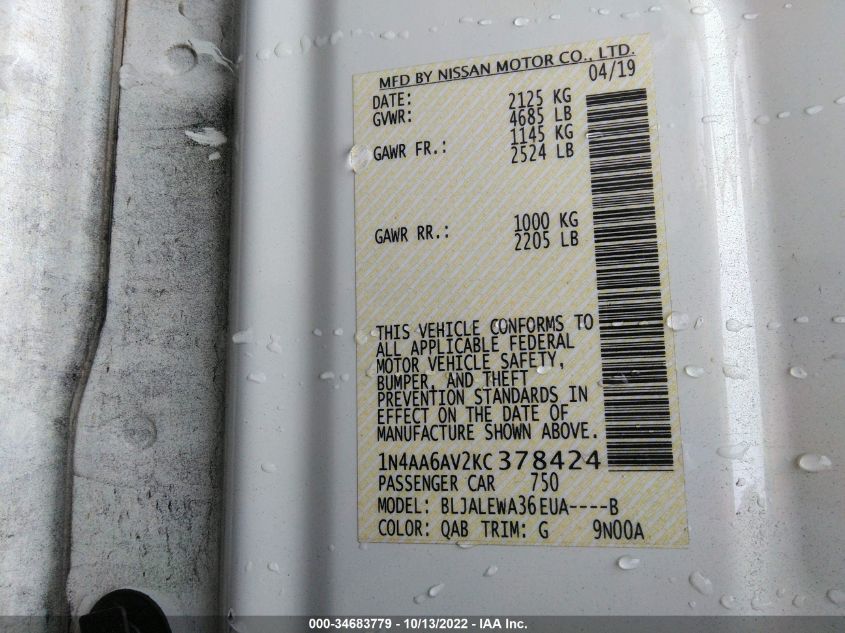 MFD BY NISSAN MOTOR CO., LTD.
04/19
DATE: 2125 KG
GVWR: 4685 LB
1145 KG
GAWR FR.: 2524 LB
1000 KG
GAWR RR.: 2205 LB
THIS VEHICLE CONFORMS TO
ALL APPLICABLE FEDERAL
MOTOR VEHICLE SAFETY,
BUMPER, AND THEFT
PREVENTION STANDARDS IN
EFFECT ON THE DATE OF
MANUFACTURE SHOWN ABOVE.
1N4AA6AV2KC378424
PASSENGER CAR 750
MODEL: BLJALEWA36EUA----B
COLOR: QAB TRIM: G 9N00A
000-34683779 - 10/13/2022 - IAA Inc.